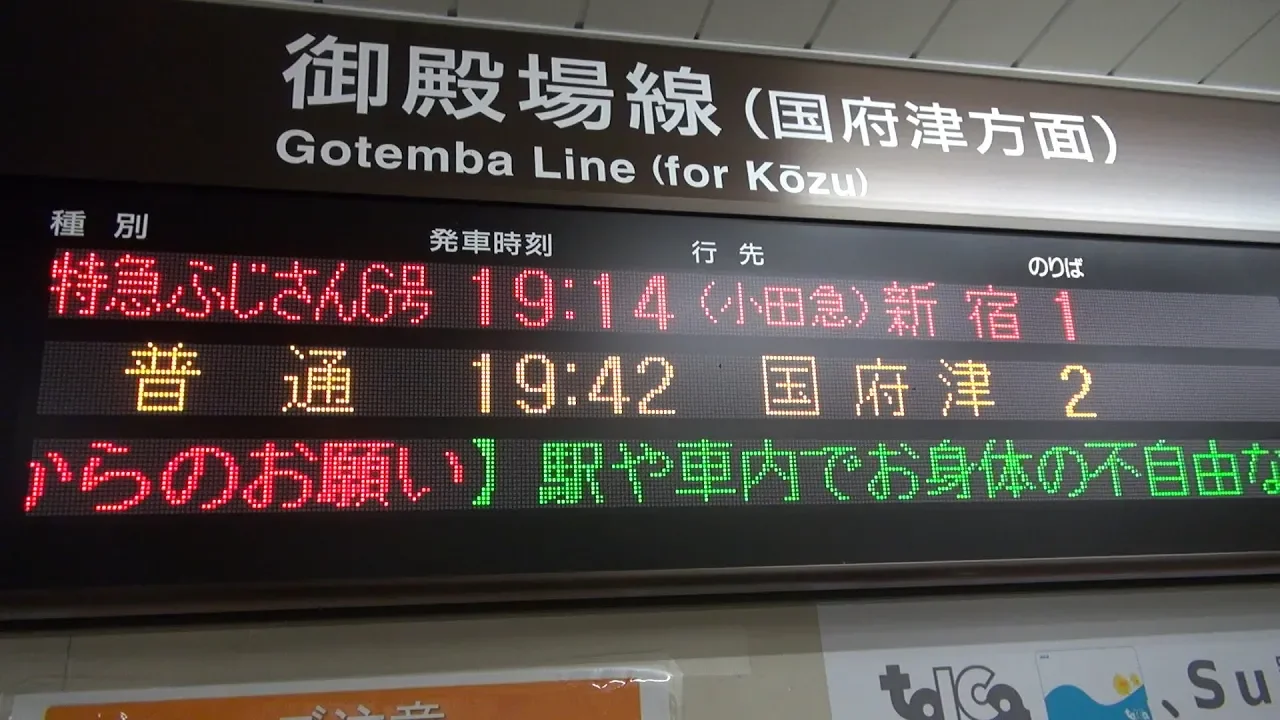 御殿場線(国府津方面)
Gotemba Line (for Kōzu)
種別 発車時刻 行先 のりば
特急ふじさん6号 19:14 (小田急)新宿 1
普通 19:42 国府津 2
からのお願い】駅や車内でお身体の不自由な
ご注意
TOICA、Su